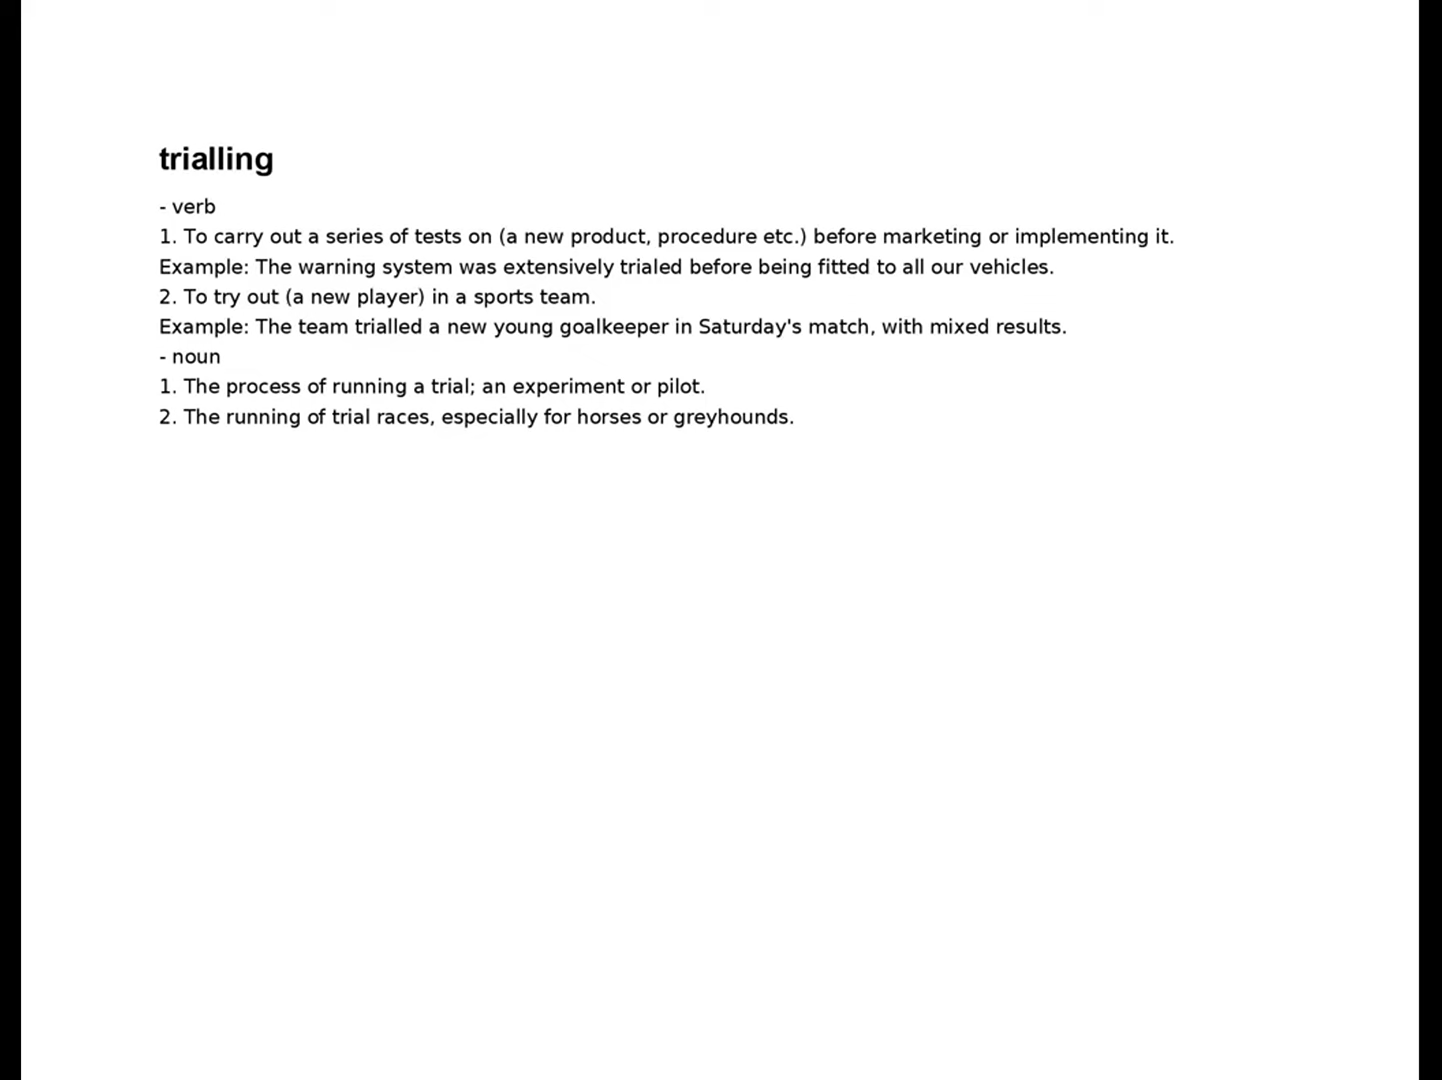 trialling
- verb
1. To carry out a series of tests on (a new product, procedure etc.) before marketing or implementing it.
Example: The warning system was extensively trialed before being fitted to all our vehicles.
2. To try out (a new player) in a sports team.
Example: The team trialled a new young goalkeeper in Saturday's match, with mixed results.
- noun
1. The process of running a trial; an experiment or pilot.
2. The running of trial races, especially for horses or greyhounds.